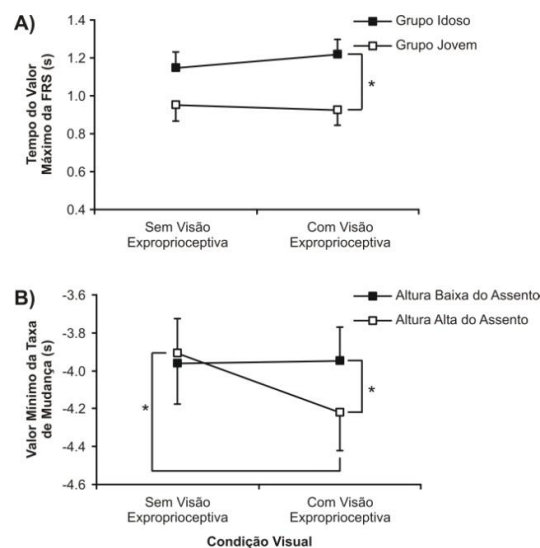 A)
Tempo do Valor
Máximo da FRS (s)
1.4
1.2
1.0
0.8
0.6
0.4
Grupo Idoso
Grupo Jovem
*
Sem Visão
Exproprioceptiva
Com Visão
Exproprioceptiva
B)
Valor Mínimo da Taxa
de Mudança (s)
-3.6
-3.8
-4.0
-4.2
-4.4
-4.6
Altura Baixa do Assento
Altura Alta do Assento
*
*
Sem Visão
Exproprioceptiva
Com Visão
Exproprioceptiva
Condição Visual